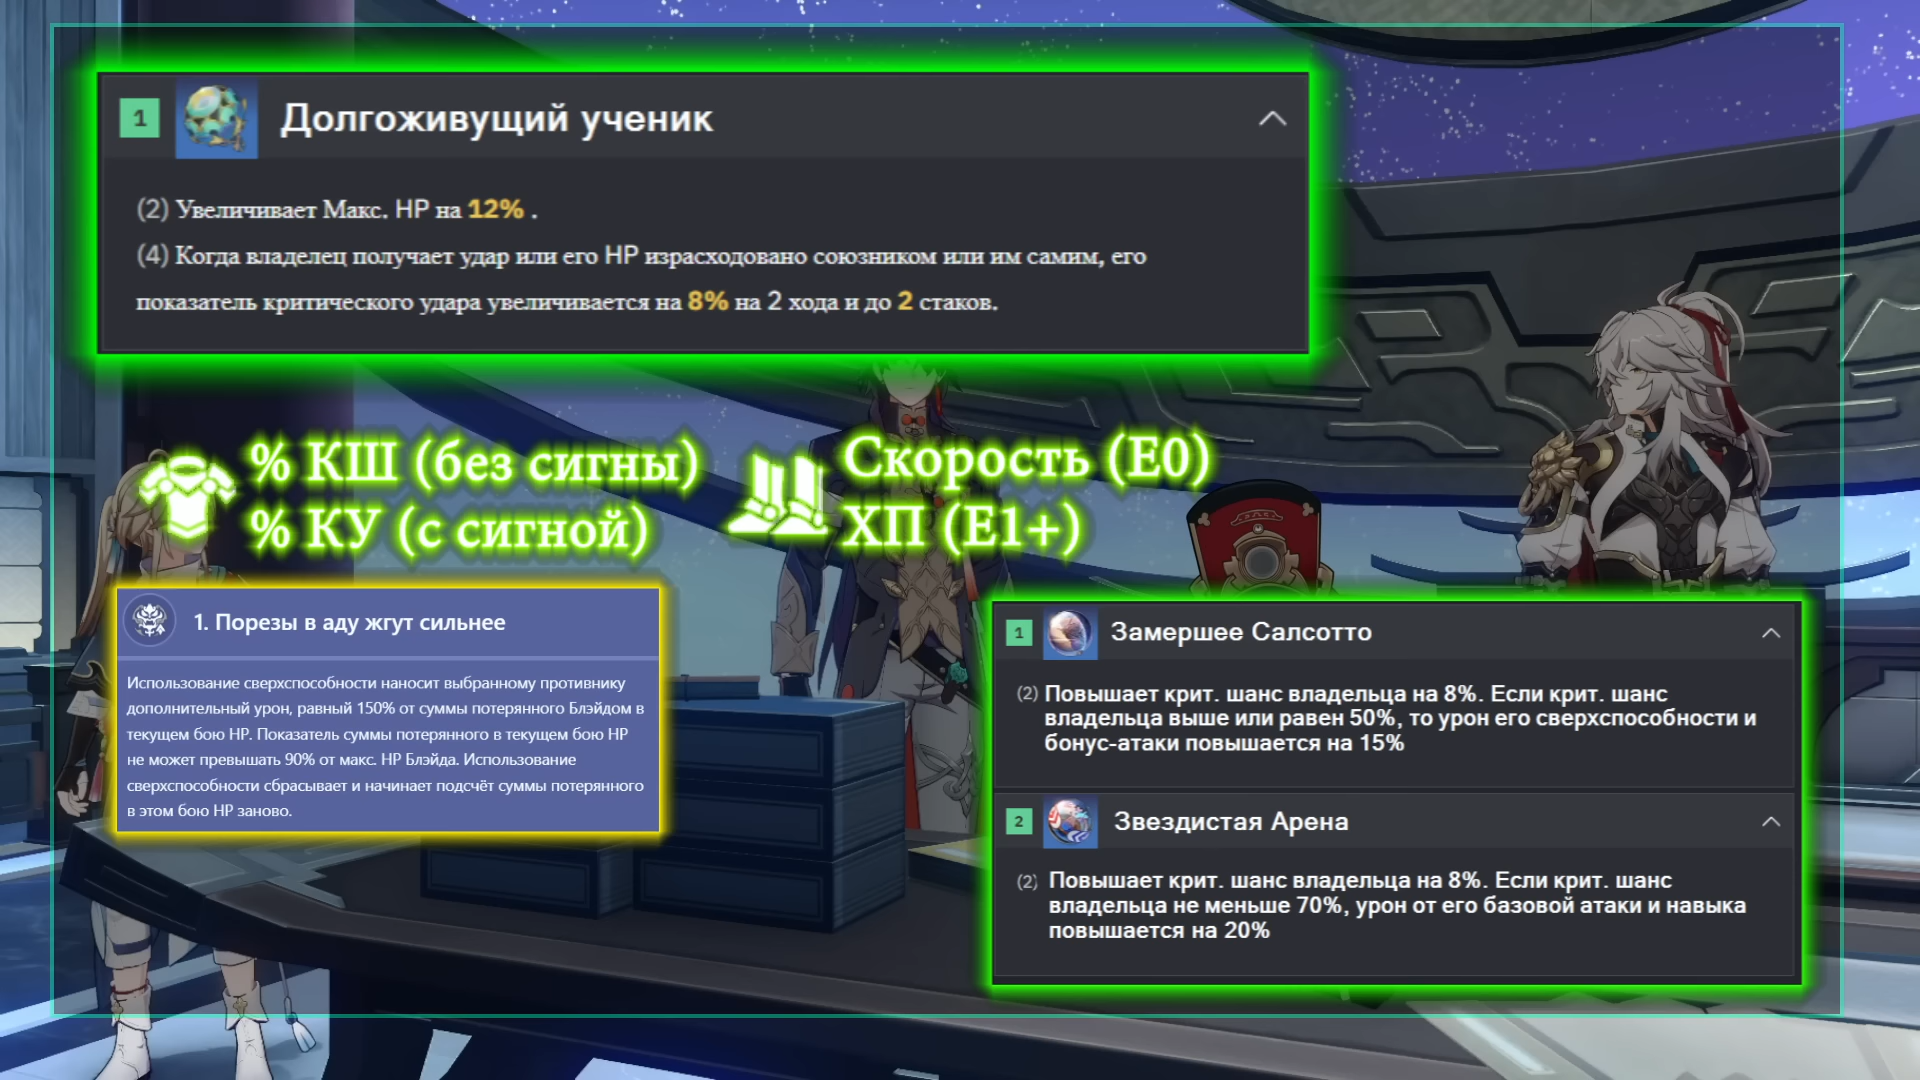 1 Долгоживущий ученик
(2) Увеличивает Макс. HP на 12% .
(4) Когда владелец получает удар или его HP израсходовано союзником или им самим, его
показатель критического удара увеличивается на 8% на 2 хода и до 2 стаков.
% КШ (без сигны)
% КУ (с сигной)
Скорость (E0)
ХП (E1+)
1. Порезы в аду жгут сильнее
Использование сверхспособности наносит выбранному противнику
дополнительный урон, равный 150% от суммы потерянного Блэйдом в
текущем бою HP. Показатель суммы потерянного в текущем бою HP
не может превышать 90% от макс. HP Блэйда. Использование
сверхспособности сбрасывает и начинает подсчёт суммы потерянного
в этом бою HP заново.
1 Замершее Салсотто
(2) Повышает крит. шанс владельца на 8%. Если крит. шанс
владельца выше или равен 50%, то урон его сверхспособности и
бонус-атаки повышается на 15%
2 Звездистая Арена
(2) Повышает крит. шанс владельца на 8%. Если крит. шанс
владельца не меньше 70%, урон от его базовой атаки и навыка
повышается на 20%